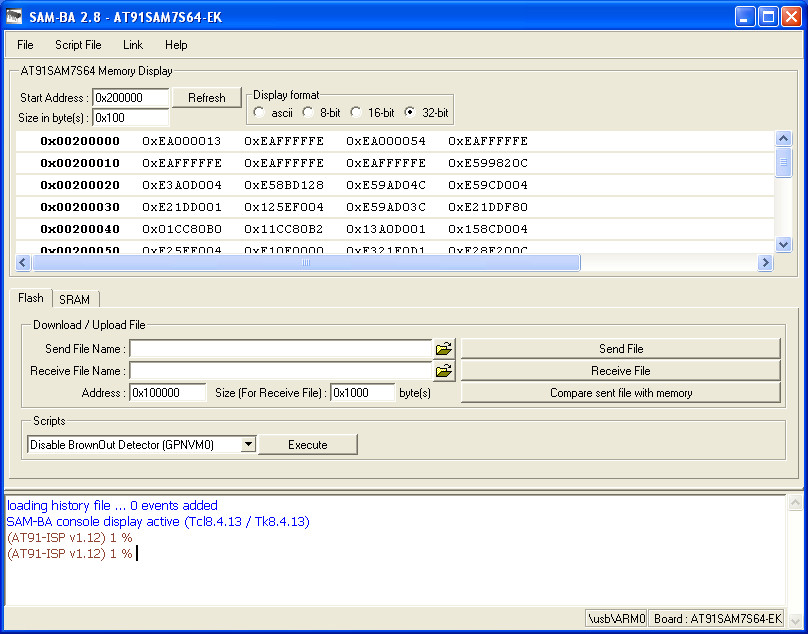 SAM-BA 2.8 - AT91SAM7S64-EK
File Script File Link Help
AT91SAM7S64 Memory Display
Start Address : 0x200000 Refresh
Display format
ascii 8-bit 16-bit 32-bit
Size in byte(s) : 0x100
0x00200000 0xEA000013 0xEAFFFFFE 0xEA000054 0xEAFFFFFE
0x00200010 0xEAFFFFFE 0xEAFFFFFE 0xEAFFFFFE 0xE599820C
0x00200020 0xE3A0D004 0xE58BD128 0xE59AD04C 0xE59CD004
0x00200030 0xE21DD001 0x125EF004 0xE59AD03C 0xE21DDF80
0x00200040 0x01CC80B0 0x11CC80B2 0x13A0D001 0x158CD004
0x00200050 0xE25EF004 0xE10F0000 0xE321F0D1 0xE28F200C
Flash SRAM
Download / Upload File
Send File Name : Send File
Receive File Name : Receive File
Address : 0x100000 Size (For Receive File) : 0x1000 byte(s) Compare sent file with memory
Scripts
Disable BrownOut Detector (GPNVM0) Execute
loading history file ... 0 events added
SAM-BA console display active (Tcl8.4.13 / Tk8.4.13)
(AT91-ISP v1.12) 1 %
(AT91-ISP v1.12) 1 %
\usb\ARM0 Board : AT91SAM7S64-EK